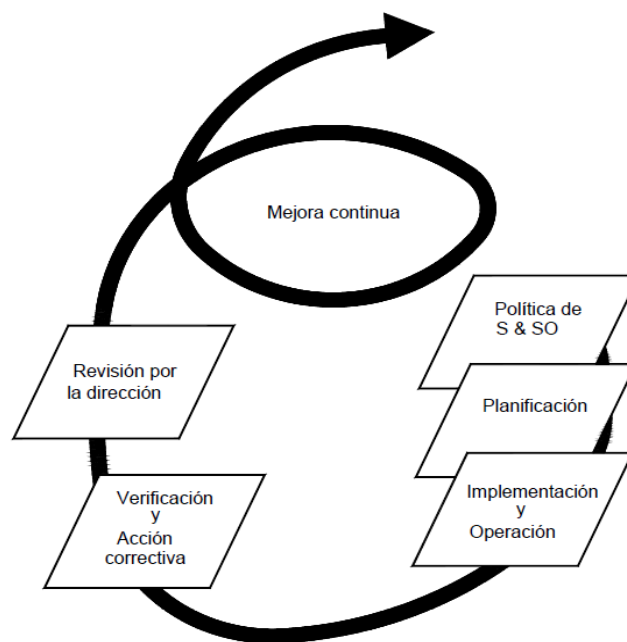 Mejora continua
Política de
S & SO
Planificación
Implementación
y
Operación
Verificación
y
Acción
correctiva
Revisión por
la dirección